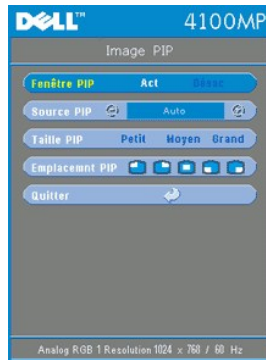 DELL™ 4100MP
Image PIP
Fenêtre PIP Act Désac
Source PIP Auto
Taille PIP Petit Moyen Grand
Emplacemnt PIP
Quitter
Analog RGB 1 Resolution 1024 x 768 / 60 Hz